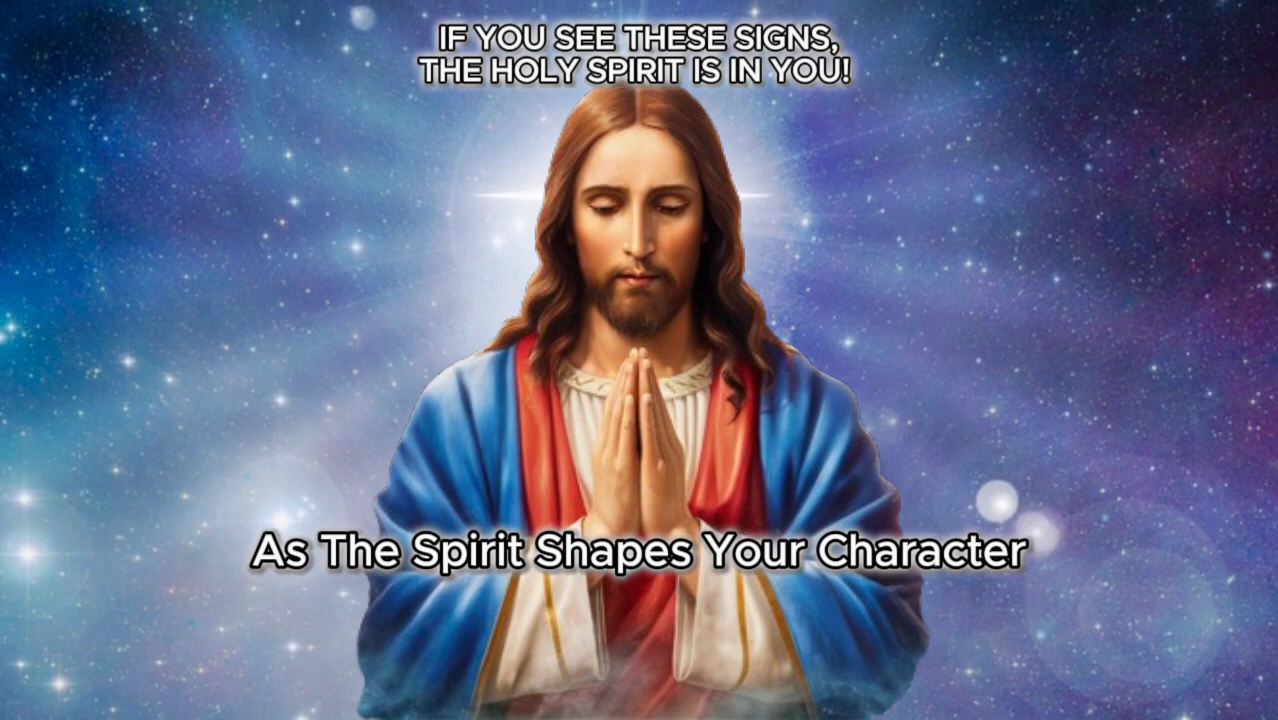 IF YOU SEE THESE SIGNS,
THE HOLY SPIRIT IS IN YOU!
As The Spirit Shapes Your Character